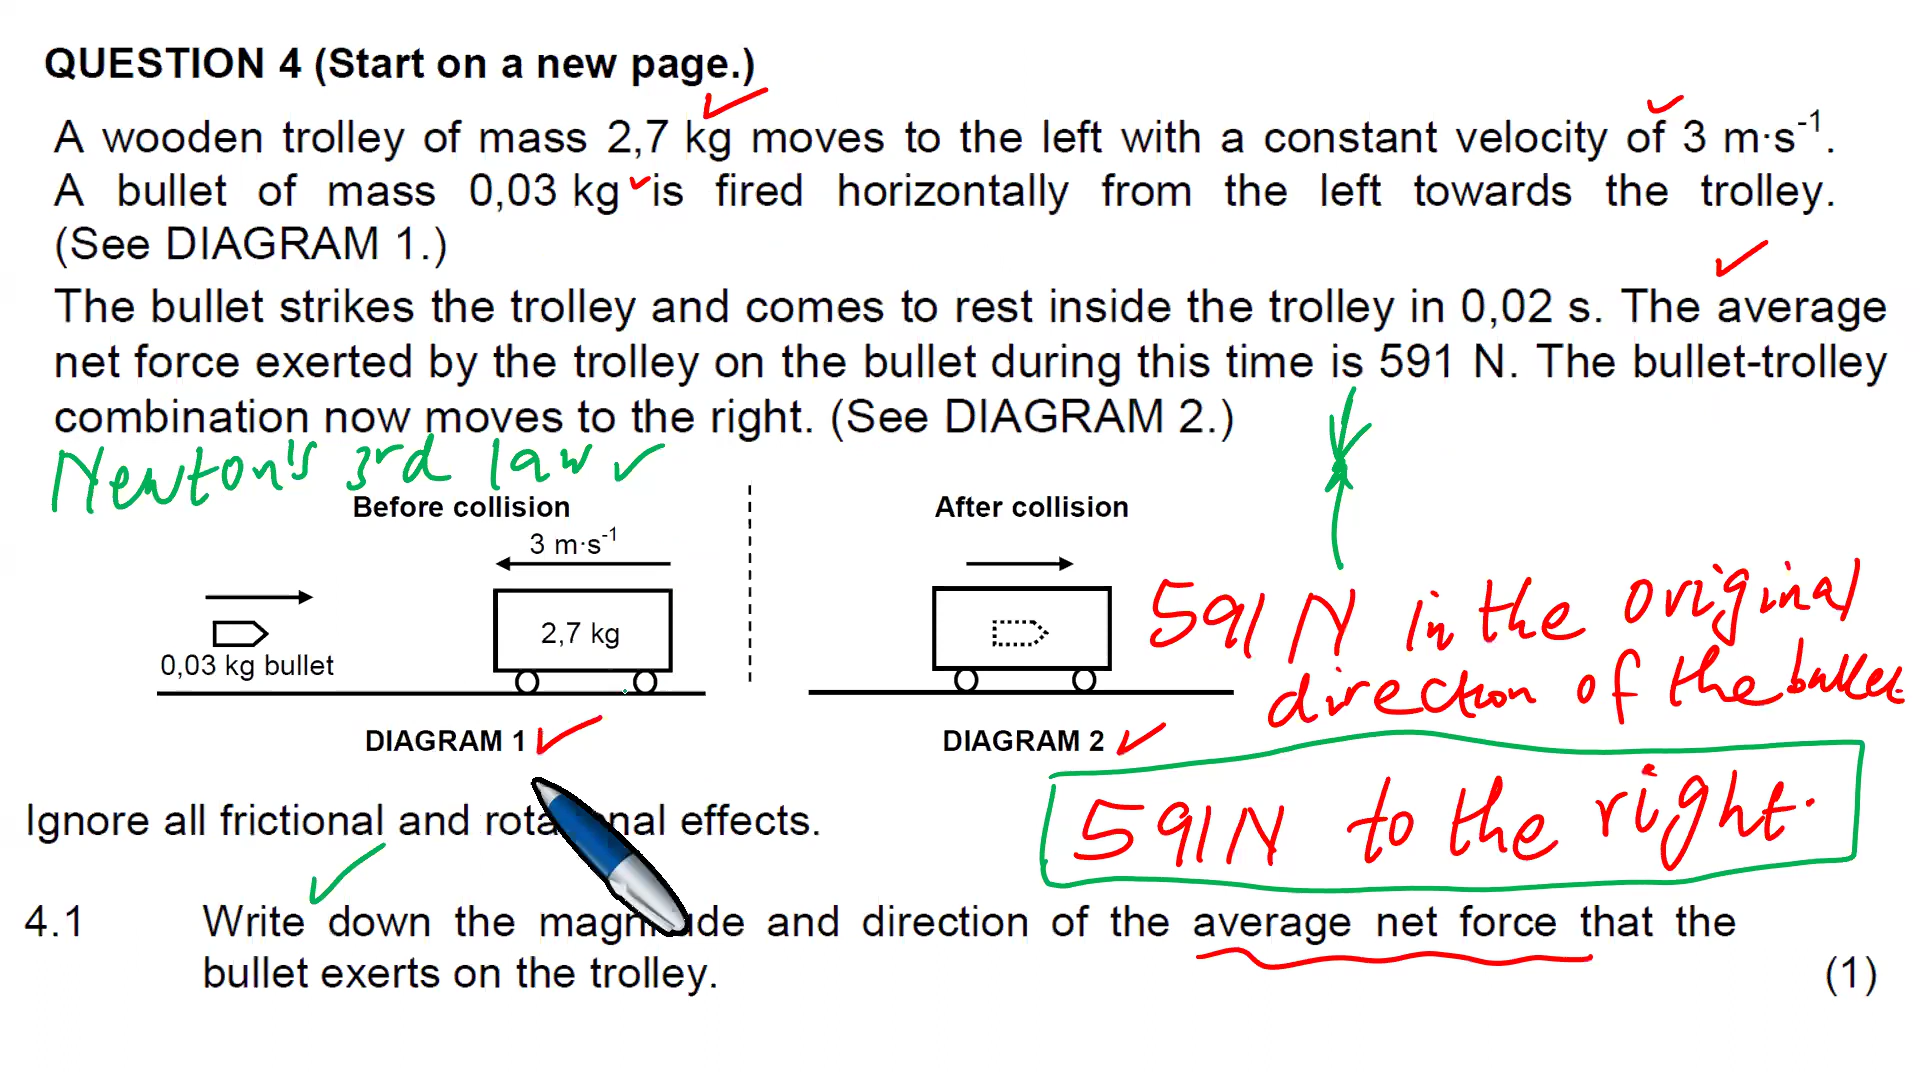 QUESTION 4 (Start on a new page.)
A wooden trolley of mass 2,7 kg moves to the left with a constant velocity of 3 m·s⁻¹.
A bullet of mass 0,03 kg is fired horizontally from the left towards the trolley.
(See DIAGRAM 1.)
The bullet strikes the trolley and comes to rest inside the trolley in 0,02 s. The average
net force exerted by the trolley on the bullet during this time is 591 N. The bullet-trolley
combination now moves to the right. (See DIAGRAM 2.)
Newton's 3rd law
Before collision
After collision
3 m·s⁻¹
2,7 kg
0,03 kg bullet
591 N in the original
direction of the bullet.
DIAGRAM 1
DIAGRAM 2
591N to the right.
Ignore all frictional and rotational effects.
4.1 Write down the magnitude and direction of the average net force that the
bullet exerts on the trolley. (1)